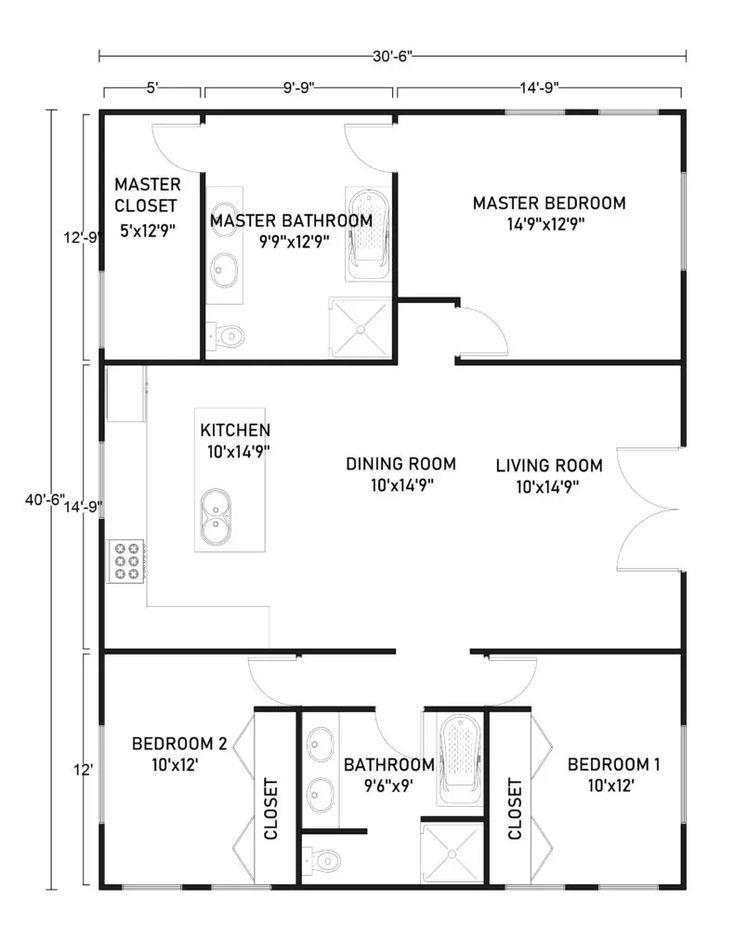 30'-6"
5'
9'-9"
14'-9"
MASTER
CLOSET
5'x12'9"
MASTER BATHROOM
9'9"x12'9"
MASTER BEDROOM
14'9"x12'9"
12'-9"
KITCHEN
10'x14'9"
DINING ROOM
10'x14'9"
LIVING ROOM
10'x14'9"
40'-6"
14'-9"
BEDROOM 2
10'x12'
CLOSET
BATHROOM
9'6"x9'
CLOSET
BEDROOM 1
10'x12'
12'